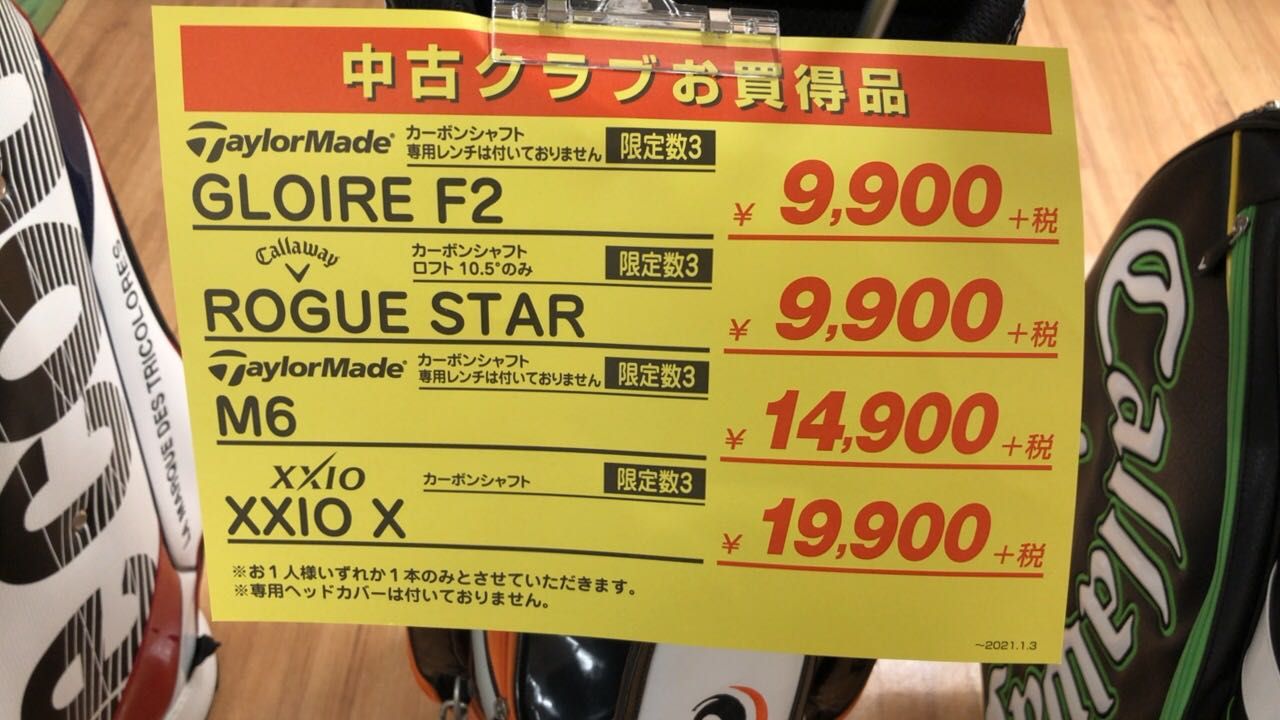 中古クラブお買得品
TaylorMade カーボンシャフト
専用レンチは付いておりません 限定数3
GLOIRE F2 ¥ 9,900 +税
Callaway カーボンシャフト
ロフト 10.5°のみ 限定数3
ROGUE STAR ¥ 9,900 +税
TaylorMade カーボンシャフト
専用レンチは付いておりません 限定数3
M6 ¥ 14,900 +税
XXIO カーボンシャフト 限定数3
XXIO X ¥ 19,900 +税
※お1人様いずれか1本のみとさせていただきます。
※専用ヘッドカバーは付いておりません。
~2021.1.3
LA MARQUE DES TRICOLORES
Callaway